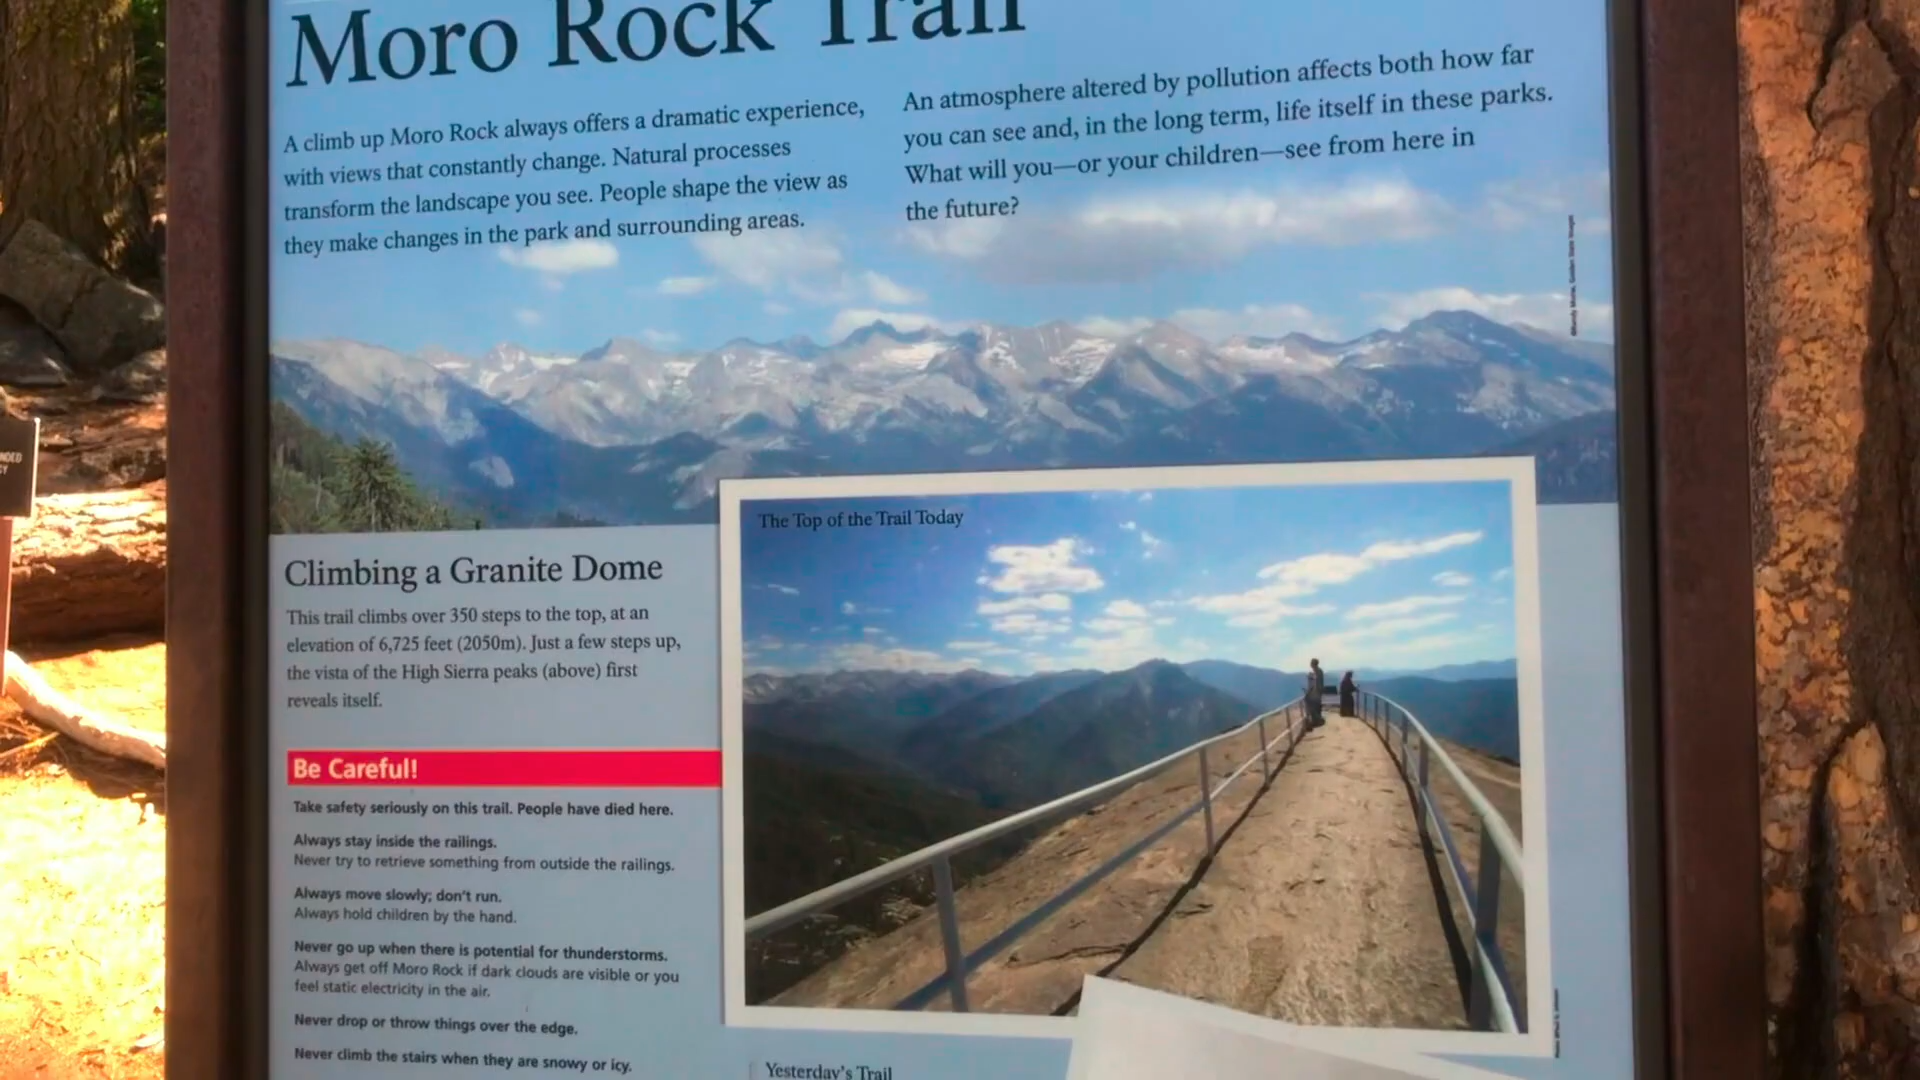 Moro Rock Trail
A climb up Moro Rock always offers a dramatic experience,
with views that constantly change. Natural processes
transform the landscape you see. People shape the view as
they make changes in the park and surrounding areas.
An atmosphere altered by pollution affects both how far
you can see and, in the long term, life itself in these parks.
What will you—or your children—see from here in
the future?
The Top of the Trail Today
Climbing a Granite Dome
This trail climbs over 350 steps to the top, at an
elevation of 6,725 feet (2050m). Just a few steps up,
the vista of the High Sierra peaks (above) first
reveals itself.
Be Careful!
Take safety seriously on this trail. People have died here.
Always stay inside the railings.
Never try to retrieve something from outside the railings.
Always move slowly; don't run.
Always hold children by the hand.
Never go up when there is potential for thunderstorms.
Always get off Moro Rock if dark clouds are visible or you
feel static electricity in the air.
Never drop or throw things over the edge.
Never climb the stairs when they are snowy or icy.
Yesterday's Trail